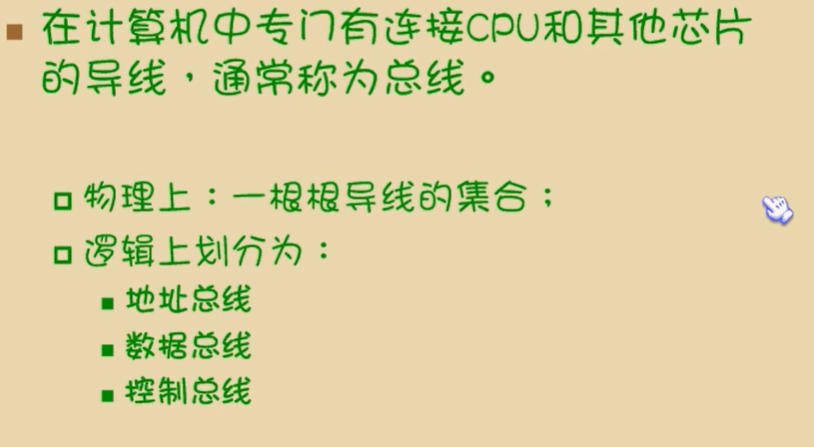 在计算机中专门有连接CPU和其他芯片
的导线，通常称为总线。
物理上：一根根导线的集合；
逻辑上划分为：
地址总线
数据总线
控制总线